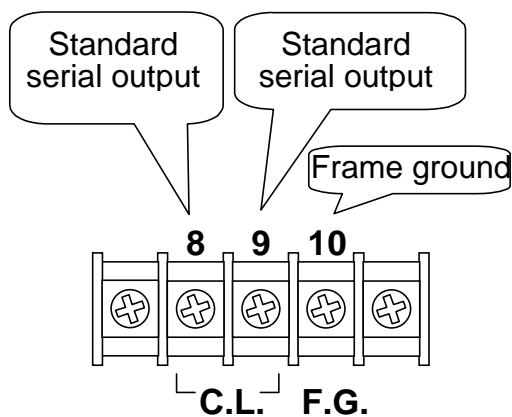 Standard
serial output
Standard
serial output
Frame ground
8 9 10
C.L. F.G.